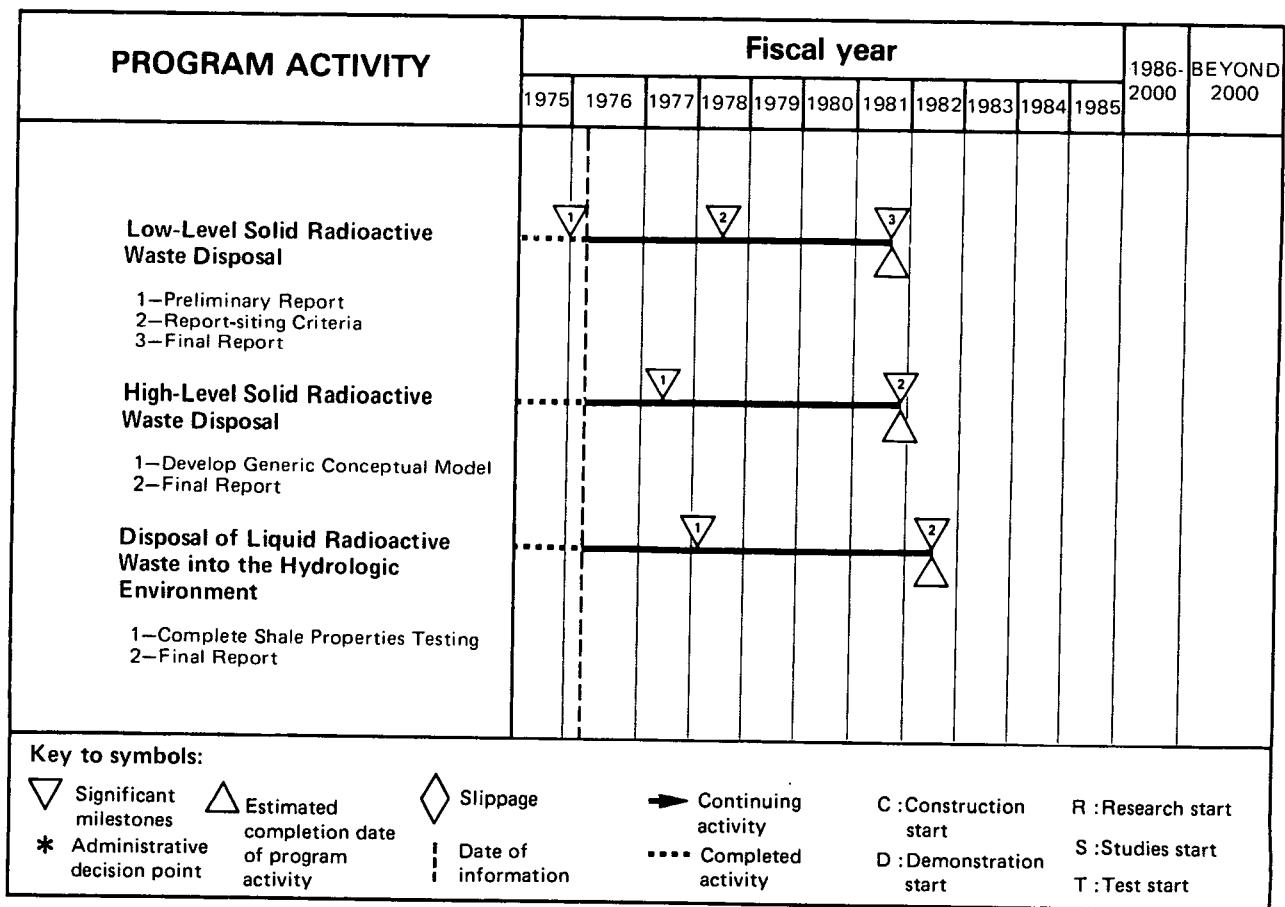 PROGRAM ACTIVITY
Fiscal year
1986-
2000
BEYOND
2000
1975 1976 1977 1978 1979 1980 1981 1982 1983 1984 1985
Low-Level Solid Radioactive
Waste Disposal
1 2 3
1—Preliminary Report
2—Report-siting Criteria
3—Final Report
High-Level Solid Radioactive
Waste Disposal
1 2
1—Develop Generic Conceptual Model
2—Final Report
Disposal of Liquid Radioactive
Waste into the Hydrologic
Environment
1 2
1—Complete Shale Properties Testing
2—Final Report
Key to symbols:
Significant
milestones
* Administrative
decision point
Estimated
completion date
of program
activity
Slippage
Date of
information
Continuing
activity
Completed
activity
C :Construction
start
D :Demonstration
start
R :Research start
S :Studies start
T :Test start